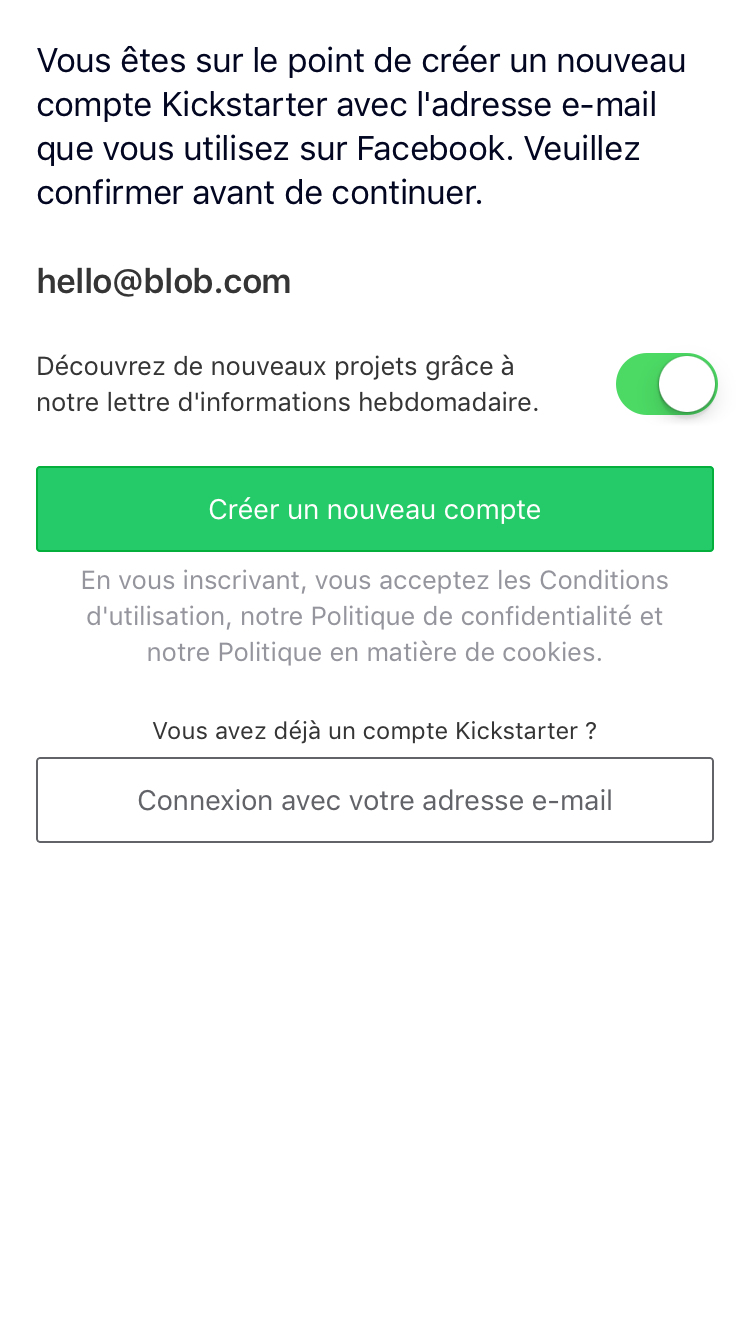 Vous êtes sur le point de créer un nouveau
compte Kickstarter avec l'adresse e-mail
que vous utilisez sur Facebook. Veuillez
confirmer avant de continuer.
hello@blob.com
Découvrez de nouveaux projets grâce à
notre lettre d'informations hebdomadaire.
Créer un nouveau compte
En vous inscrivant, vous acceptez les Conditions
d'utilisation, notre Politique de confidentialité et
notre Politique en matière de cookies.
Vous avez déjà un compte Kickstarter ?
Connexion avec votre adresse e-mail